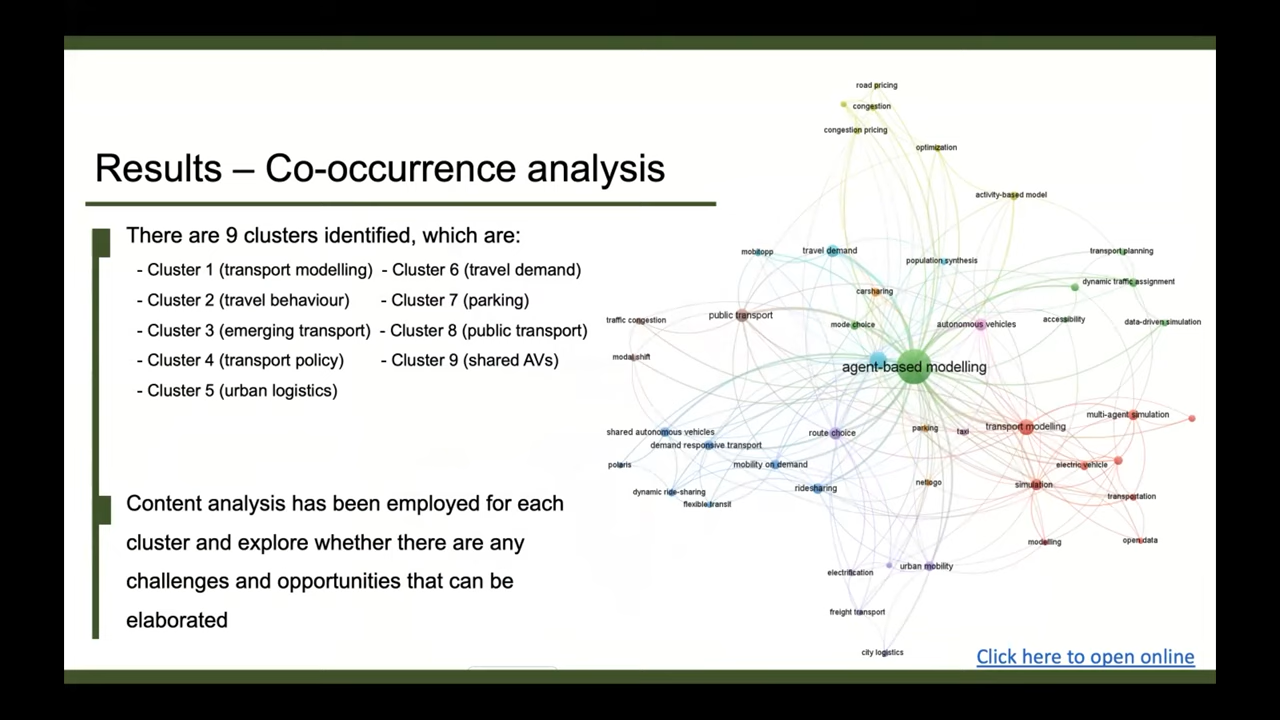 Results – Co-occurrence analysis
There are 9 clusters identified, which are:
- Cluster 1 (transport modelling) - Cluster 6 (travel demand)
- Cluster 2 (travel behaviour) - Cluster 7 (parking)
- Cluster 3 (emerging transport) - Cluster 8 (public transport)
- Cluster 4 (transport policy) - Cluster 9 (shared AVs)
- Cluster 5 (urban logistics)
Content analysis has been employed for each
cluster and explore whether there are any
challenges and opportunities that can be
elaborated
road pricing
congestion
congestion pricing
optimization
activity-based model
mobitopp
travel demand
population synthesis
transport planning
dynamic traffic assignment
carsharing
traffic congestion
public transport
mode choice
autonomous vehicles
accessibility
data-driven simulation
modal shift
agent-based modelling
multi-agent simulation
shared autonomous vehicles
route choice
parking
taxi
transport modelling
demand responsive transport
polaris
mobility on demand
electric vehicle
dynamic ride-sharing
ridesharing
netlogo
simulation
transportation
flexible transit
modelling
open data
electrification
urban mobility
freight transport
city logistics
Click here to open online